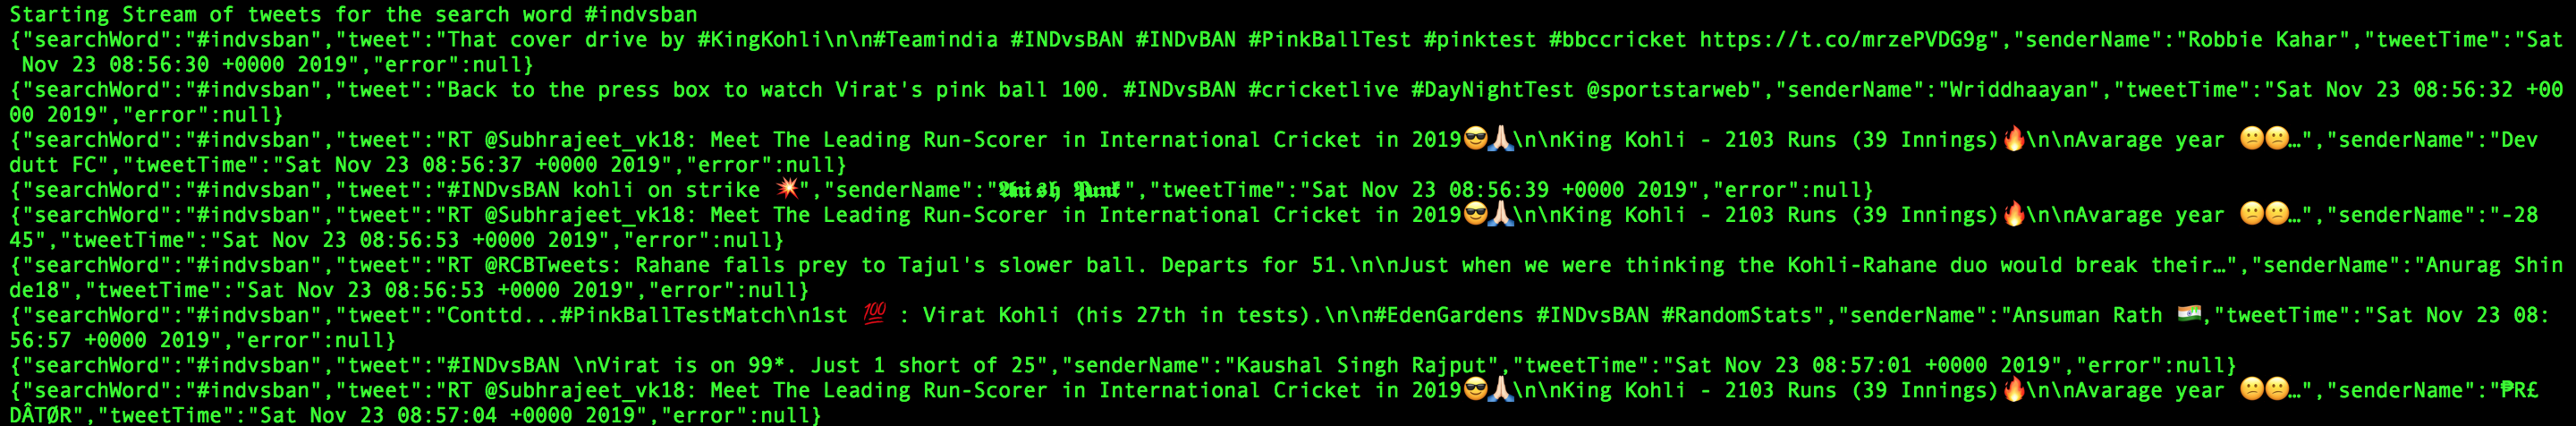 Starting Stream of tweets for the search word #indvsban
{"searchWord":"#indvsban","tweet":"That cover drive by #KingKohli\n\n#Teamindia #INDvsBAN #INDvBAN #PinkBallTest #pinktest #bbccricket https://t.co/mrzePVDG9g","senderName":"Robbie Kahar","tweetTime":"Sat
 Nov 23 08:56:30 +0000 2019","error":null}
{"searchWord":"#indvsban","tweet":"Back to the press box to watch Virat's pink ball 100. #INDvsBAN #cricketlive #DayNightTest @sportstarweb","senderName":"Wriddhaayan","tweetTime":"Sat Nov 23 08:56:32 +00
00 2019","error":null}
{"searchWord":"#indvsban","tweet":"RT @Subhrajeet_vk18: Meet The Leading Run-Scorer in International Cricket in 2019😎🙏🏻\n\nKing Kohli - 2103 Runs (39 Innings)🔥\n\nAvarage year 😕😕…","senderName":"Dev
dutt FC","tweetTime":"Sat Nov 23 08:56:37 +0000 2019","error":null}
{"searchWord":"#indvsban","tweet":"#INDvsBAN kohli on strike 💥","senderName":"𝕬𝖓𝖎𝖘𝖍 𝕻𝖚𝖓𝖐","tweetTime":"Sat Nov 23 08:56:39 +0000 2019","error":null}
{"searchWord":"#indvsban","tweet":"RT @Subhrajeet_vk18: Meet The Leading Run-Scorer in International Cricket in 2019😎🙏🏻\n\nKing Kohli - 2103 Runs (39 Innings)🔥\n\nAvarage year 😕😕…","senderName":"-28
45","tweetTime":"Sat Nov 23 08:56:53 +0000 2019","error":null}
{"searchWord":"#indvsban","tweet":"RT @RCBTweets: Rahane falls prey to Tajul's slower ball. Departs for 51.\n\nJust when we were thinking the Kohli-Rahane duo would break their…","senderName":"Anurag Shin
de18","tweetTime":"Sat Nov 23 08:56:53 +0000 2019","error":null}
{"searchWord":"#indvsban","tweet":"Conttd...#PinkBallTestMatch\n1st 💯 : Virat Kohli (his 27th in tests).\n\n#EdenGardens #INDvsBAN #RandomStats","senderName":"Ansuman Rath 🇮🇳,"tweetTime":"Sat Nov 23 08:
56:57 +0000 2019","error":null}
{"searchWord":"#indvsban","tweet":"#INDvsBAN \nVirat is on 99*. Just 1 short of 25","senderName":"Kaushal Singh Rajput","tweetTime":"Sat Nov 23 08:57:01 +0000 2019","error":null}
{"searchWord":"#indvsban","tweet":"RT @Subhrajeet_vk18: Meet The Leading Run-Scorer in International Cricket in 2019😎🙏🏻\n\nKing Kohli - 2103 Runs (39 Innings)🔥\n\nAvarage year 😕😕…","senderName":"₱R£
DÂTØR","tweetTime":"Sat Nov 23 08:57:04 +0000 2019","error":null}